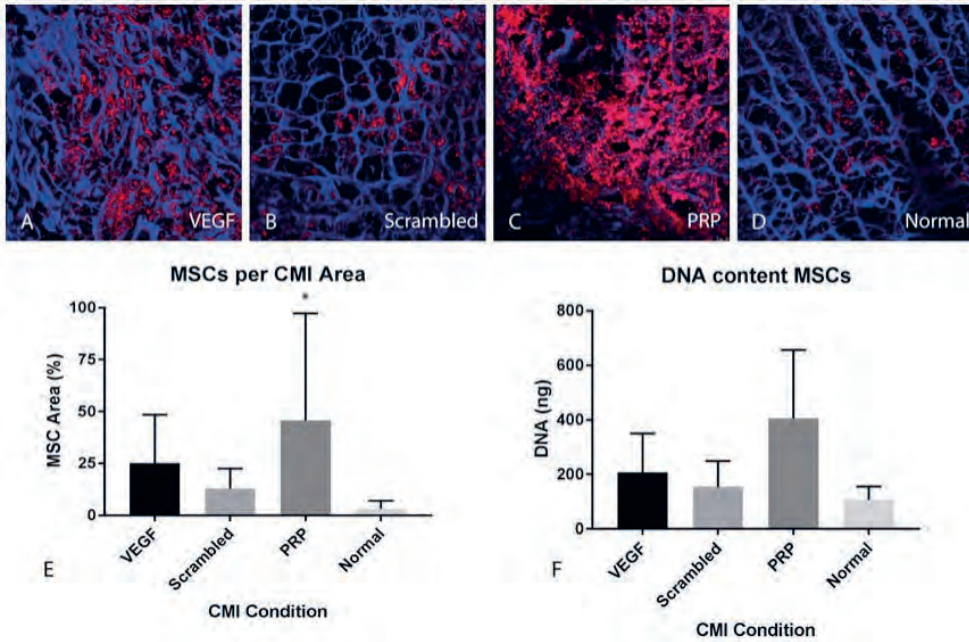 A VEGF
B Scrambled
C PRP
D Normal
MSCs per CMI Area
*
100
75
50
25
0
MSC Area (%)
VEGF
Scrambled
PRP
Normal
E
CMI Condition
DNA content MSCs
800
600
400
200
0
DNA (ng)
VEGF
Scrambled
PRP
Normal
F
CMI Condition